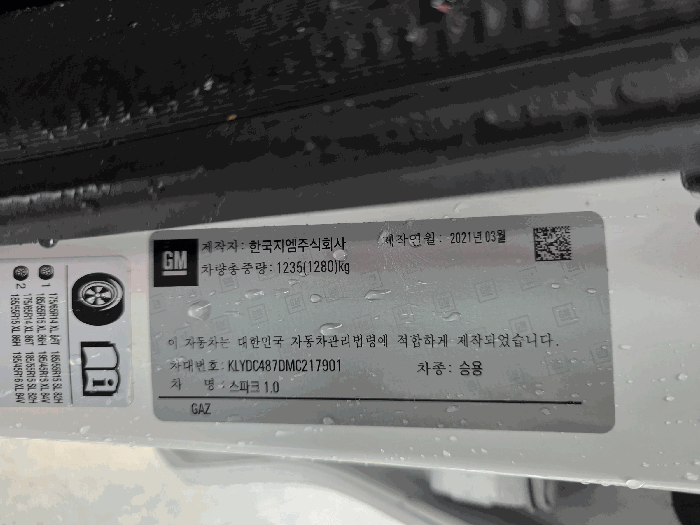 GM
제작자: 한국지엠주식회사 제작연월: 2021년 03월
차량총중량: 1235(1280)kg
이 자동차는 대한민국 자동차관리법령에 적합하게 제작되었습니다.
차대번호: KLYDC487DMC217901 차종: 승용
차 명: 스파크 1.0
GAZ
1
2